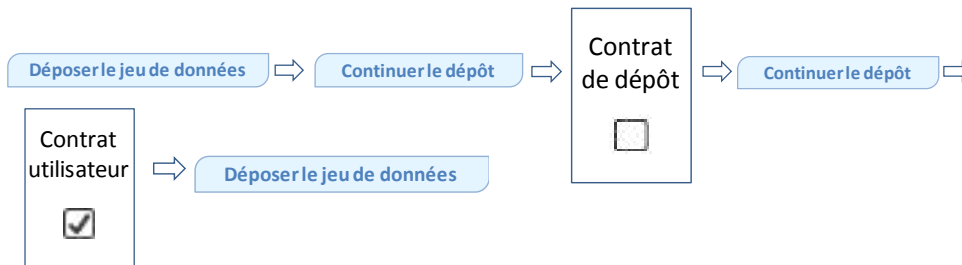 Déposer le jeu de données
Continuer le dépôt
Contrat
de dépôt
Continuer le dépôt
Contrat
utilisateur
Déposer le jeu de données